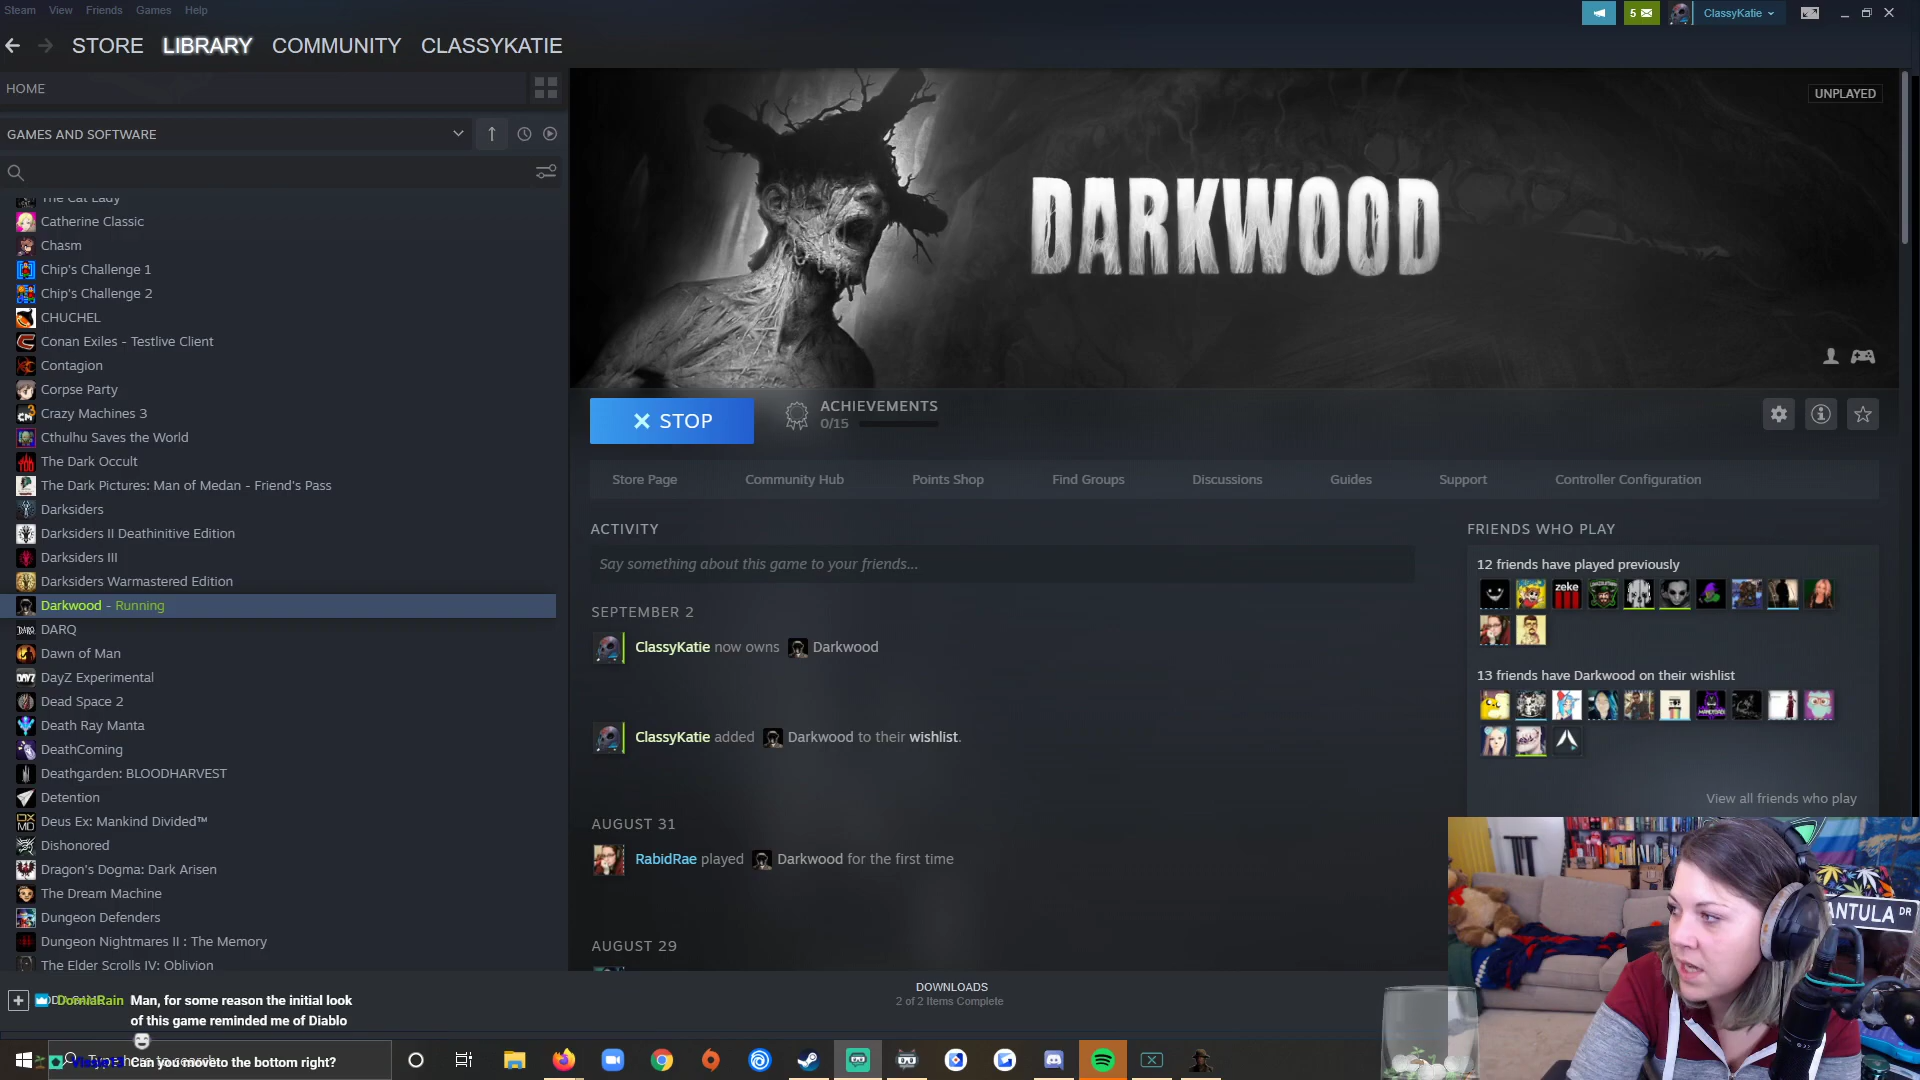 Steam View Friends Games Help
5 ClassyKatie
STORE LIBRARY COMMUNITY CLASSYKATIE
HOME
GAMES AND SOFTWARE
The Cat Lady
Catherine Classic
Chasm
Chip's Challenge 1
Chip's Challenge 2
CHUCHEL
Conan Exiles - Testlive Client
Contagion
Corpse Party
Crazy Machines 3
Cthulhu Saves the World
The Dark Occult
The Dark Pictures: Man of Medan - Friend's Pass
Darksiders
Darksiders II Deathinitive Edition
Darksiders III
Darksiders Warmastered Edition
Darkwood - Running
DARQ
Dawn of Man
DayZ Experimental
Dead Space 2
Death Ray Manta
DeathComing
Deathgarden: BLOODHARVEST
Detention
Deus Ex: Mankind Divided™
Dishonored
Dragon's Dogma: Dark Arisen
The Dream Machine
Dungeon Defenders
Dungeon Nightmares II : The Memory
The Elder Scrolls IV: Oblivion
UNPLAYED
DARKWOOD
STOP
ACHIEVEMENTS
0/15
Store Page Community Hub Points Shop Find Groups Discussions Guides Support Controller Configuration
ACTIVITY
Say something about this game to your friends...
SEPTEMBER 2
ClassyKatie now owns Darkwood
ClassyKatie added Darkwood to their wishlist.
AUGUST 31
RabidRae played Darkwood for the first time
AUGUST 29
FRIENDS WHO PLAY
12 friends have played previously
zeke
13 friends have Darkwood on their wishlist
View all friends who play
ANTULA DR
DOWNLOADS
2 of 2 Items Complete
Man, for some reason the initial look
of this game reminded me of Diablo
Can you moveto the bottom right?